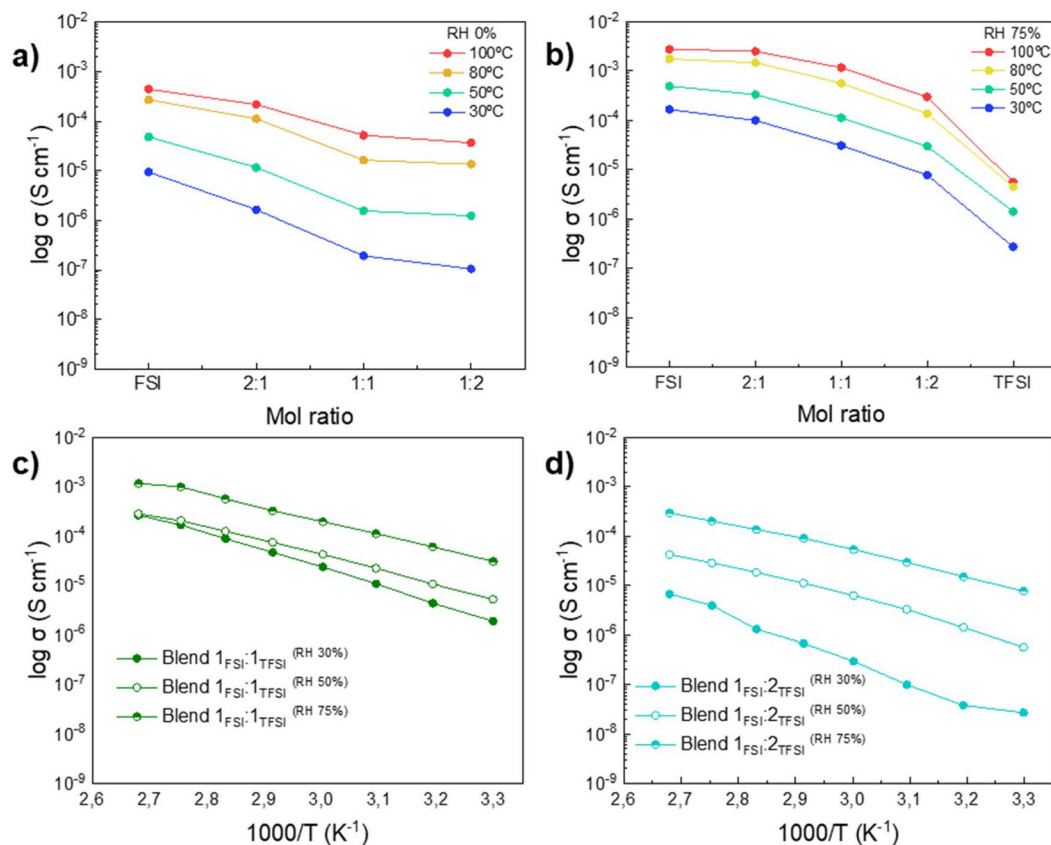 a)
RH 0%
100ºC
80ºC
50ºC
30ºC
log σ (S cm⁻¹)
10⁻²
10⁻³
10⁻⁴
10⁻⁵
10⁻⁶
10⁻⁷
10⁻⁸
10⁻⁹
FSI 2:1 1:1 1:2
Mol ratio
b)
RH 75%
100ºC
80ºC
50ºC
30ºC
log σ (S cm⁻¹)
10⁻²
10⁻³
10⁻⁴
10⁻⁵
10⁻⁶
10⁻⁷
10⁻⁸
10⁻⁹
FSI 2:1 1:1 1:2 TFSI
Mol ratio
c)
log σ (S cm⁻¹)
10⁻²
10⁻³
10⁻⁴
10⁻⁵
10⁻⁶
10⁻⁷
10⁻⁸
10⁻⁹
Blend 1FSI:1TFSI (RH 30%)
Blend 1FSI:1TFSI (RH 50%)
Blend 1FSI:1TFSI (RH 75%)
2,6 2,7 2,8 2,9 3,0 3,1 3,2 3,3
1000/T (K⁻¹)
d)
log σ (S cm⁻¹)
10⁻²
10⁻³
10⁻⁴
10⁻⁵
10⁻⁶
10⁻⁷
10⁻⁸
10⁻⁹
Blend 1FSI:2TFSI (RH 30%)
Blend 1FSI:2TFSI (RH 50%)
Blend 1FSI:2TFSI (RH 75%)
2,6 2,7 2,8 2,9 3,0 3,1 3,2 3,3
1000/T (K⁻¹)